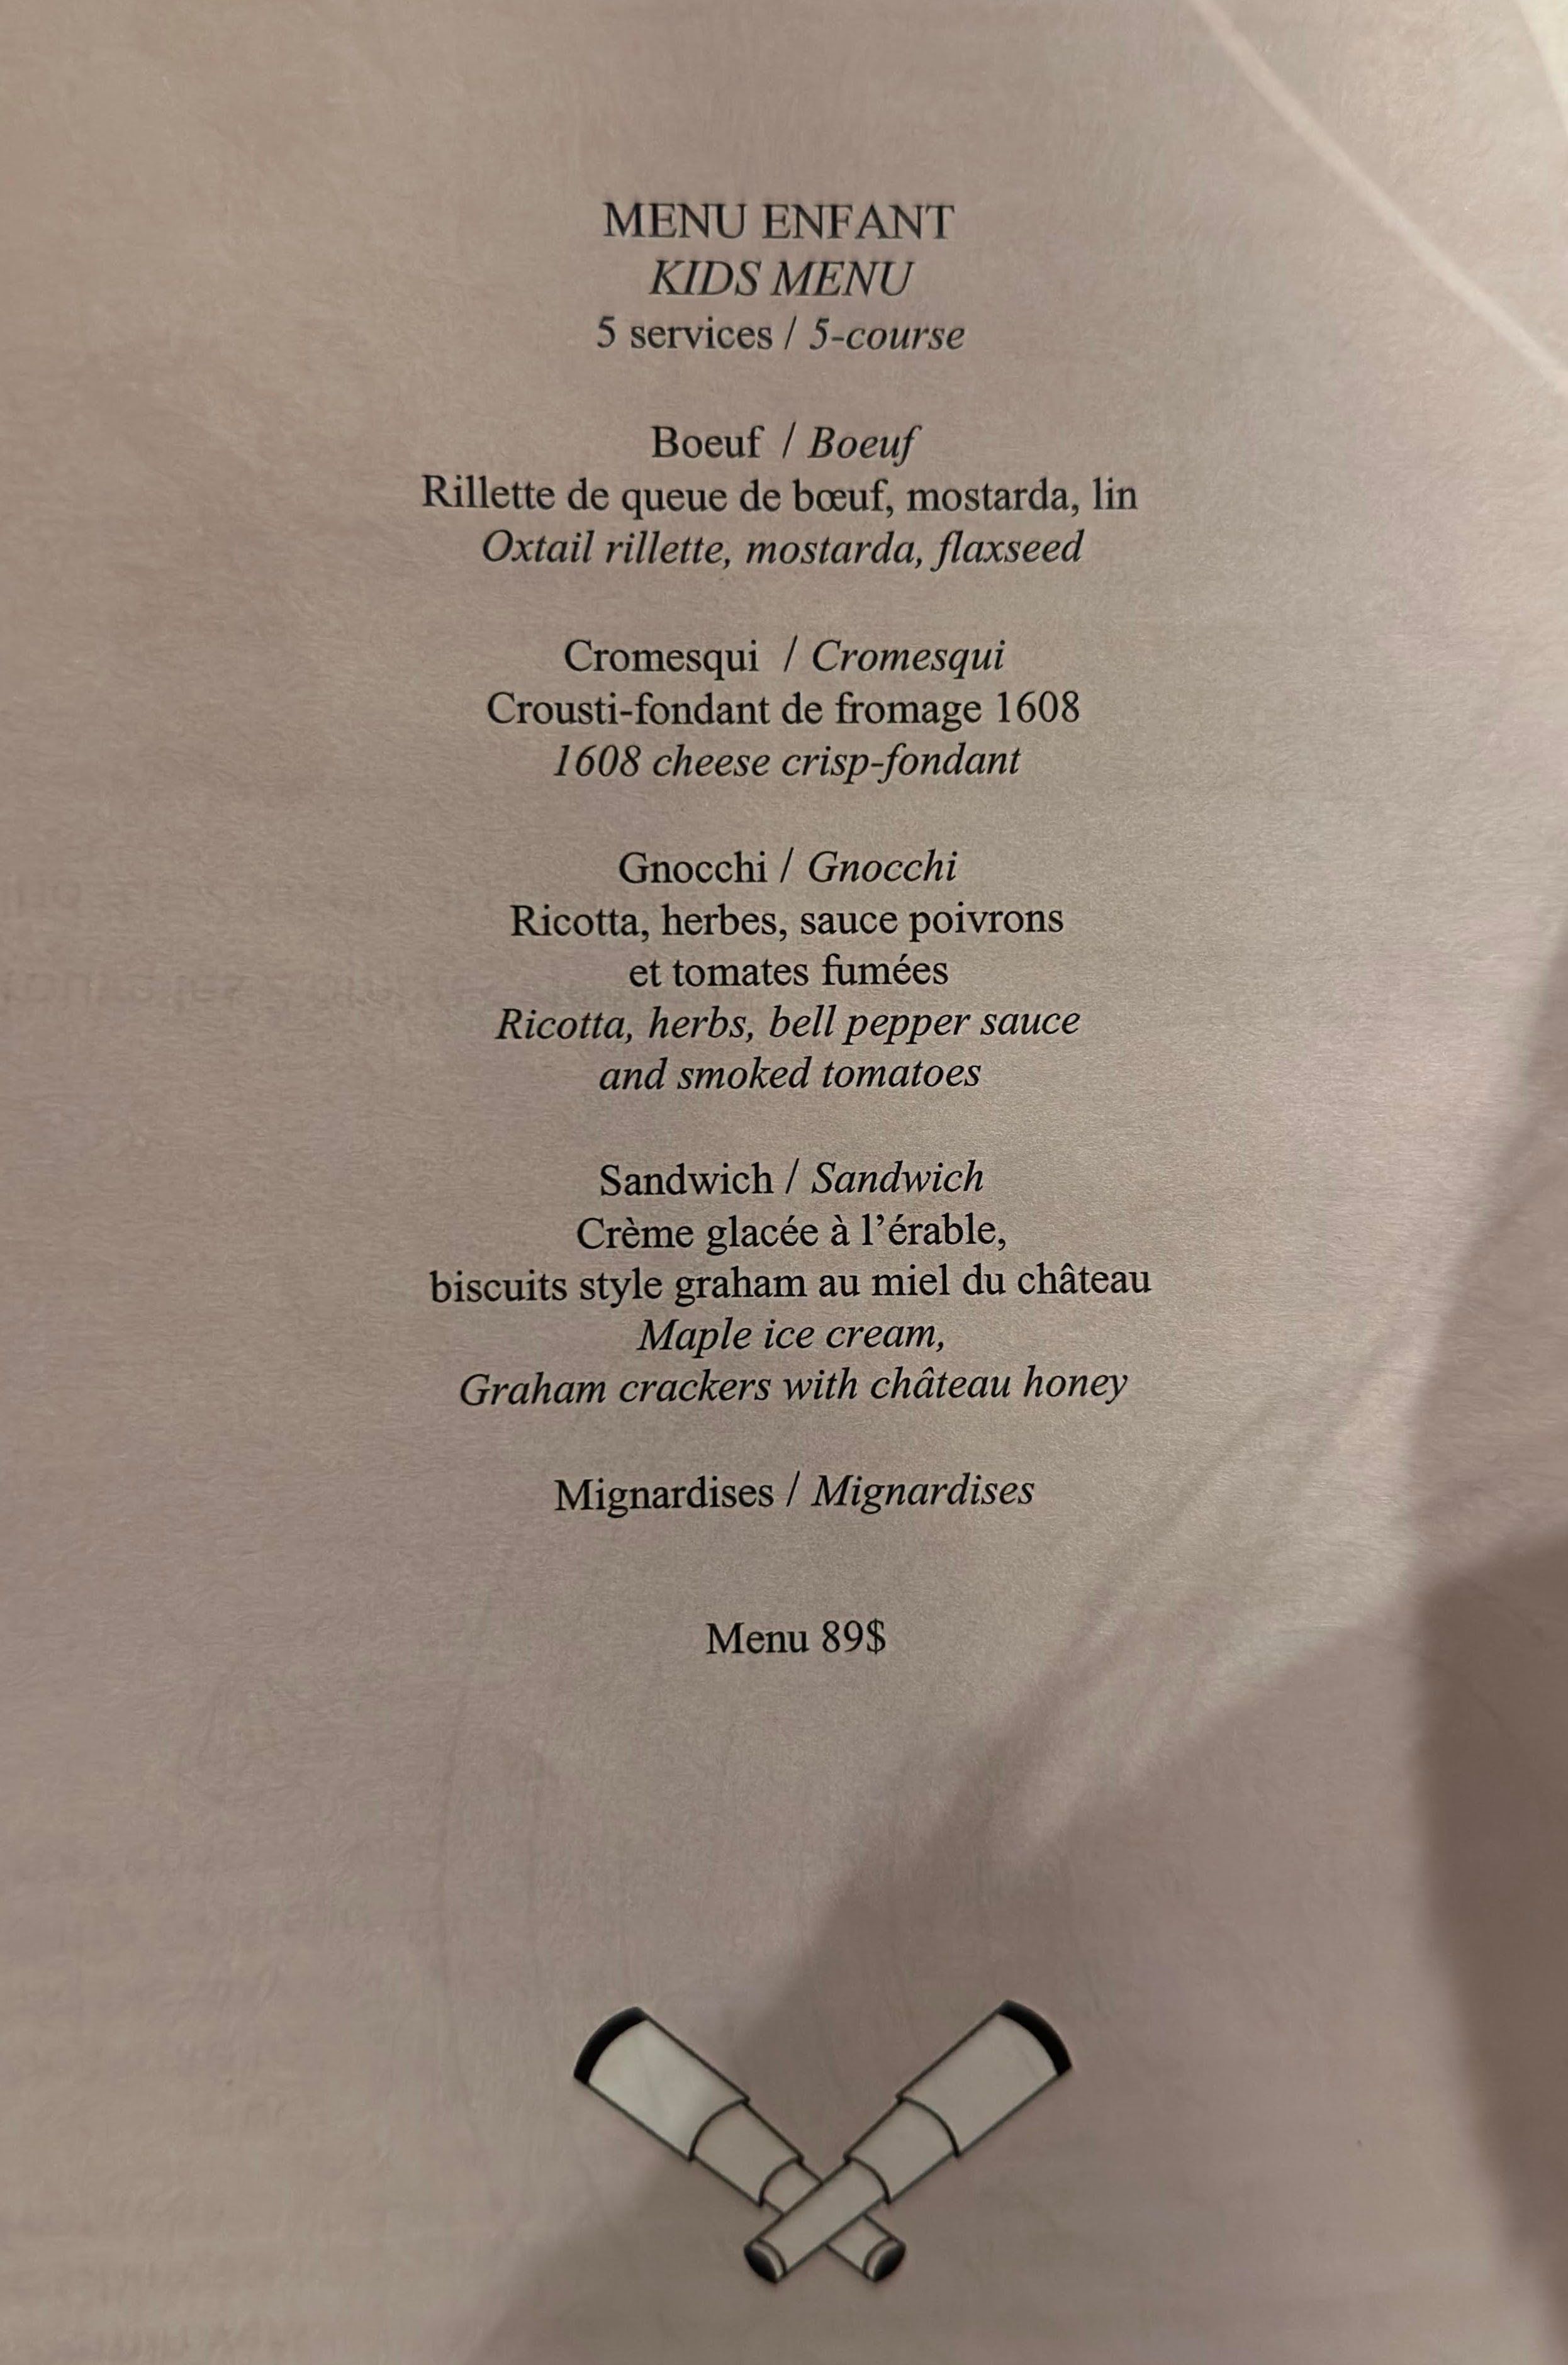 MENU ENFANT
KIDS MENU
5 services / 5-course
Boeuf / Boeuf
Rillette de queue de bœuf, mostarda, lin
Oxtail rillette, mostarda, flaxseed
Cromesqui / Cromesqui
Crousti-fondant de fromage 1608
1608 cheese crisp-fondant
Gnocchi / Gnocchi
Ricotta, herbes, sauce poivrons
et tomates fumées
Ricotta, herbs, bell pepper sauce
and smoked tomatoes
Sandwich / Sandwich
Crème glacée à l’érable,
biscuits style graham au miel du château
Maple ice cream,
Graham crackers with château honey
Mignardises / Mignardises
Menu 89$